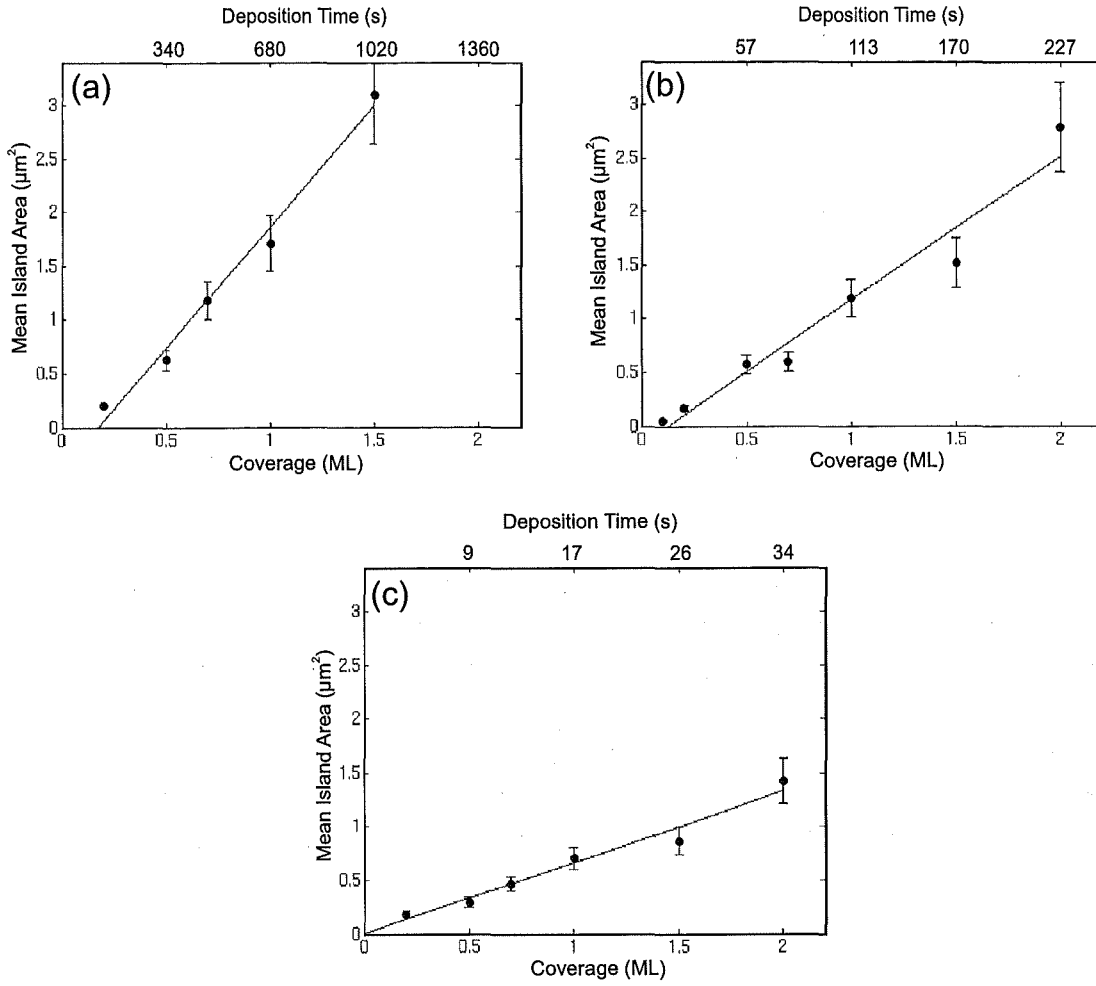 Deposition Time (s)
340 680 1020 1360
(a)
3
2.5
2
1.5
1
0.5
0
Mean Island Area (µm²)
0 0.5 1 1.5 2
Coverage (ML)
Deposition Time (s)
57 113 170 227
(b)
3
2.5
2
1.5
1
0.5
0
Mean Island Area (µm²)
0 0.5 1 1.5 2
Coverage (ML)
Deposition Time (s)
9 17 26 34
(c)
3
2.5
2
1.5
1
0.5
0
Mean Island Area (µm²)
0 0.5 1 1.5 2
Coverage (ML)